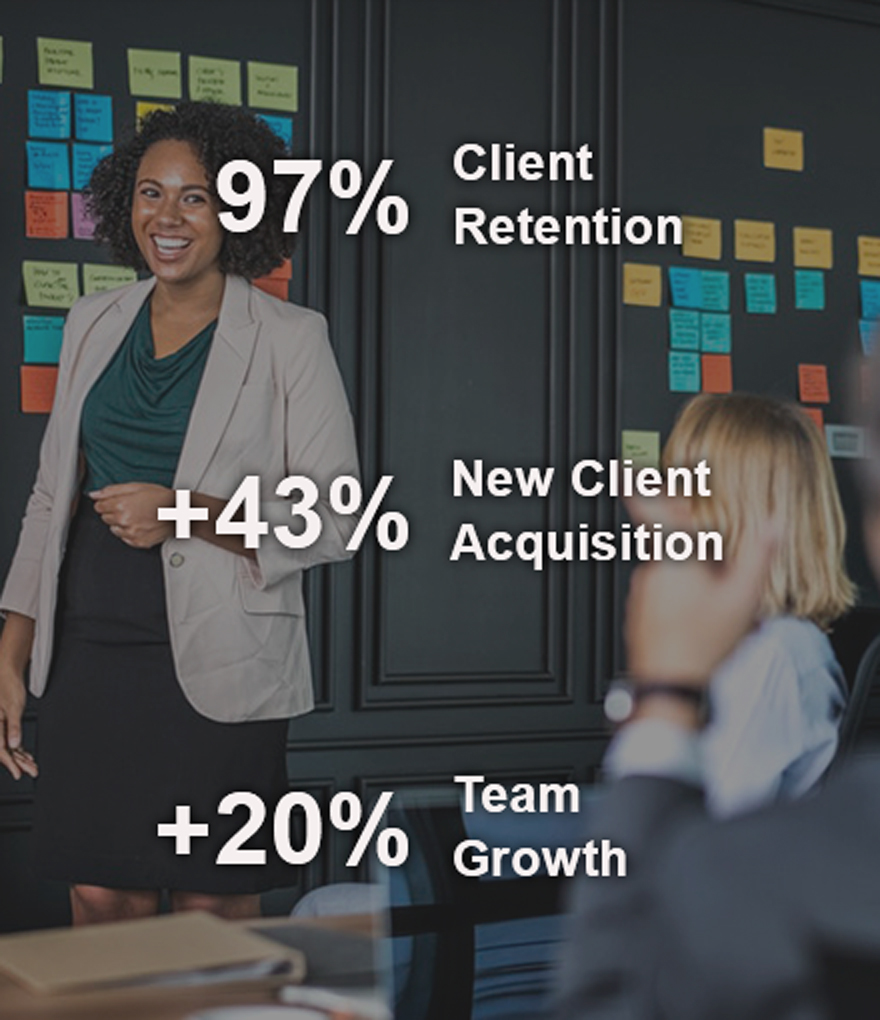 97%
Client
Retention
+43%
New Client
Acquisition
+20%
Team
Growth